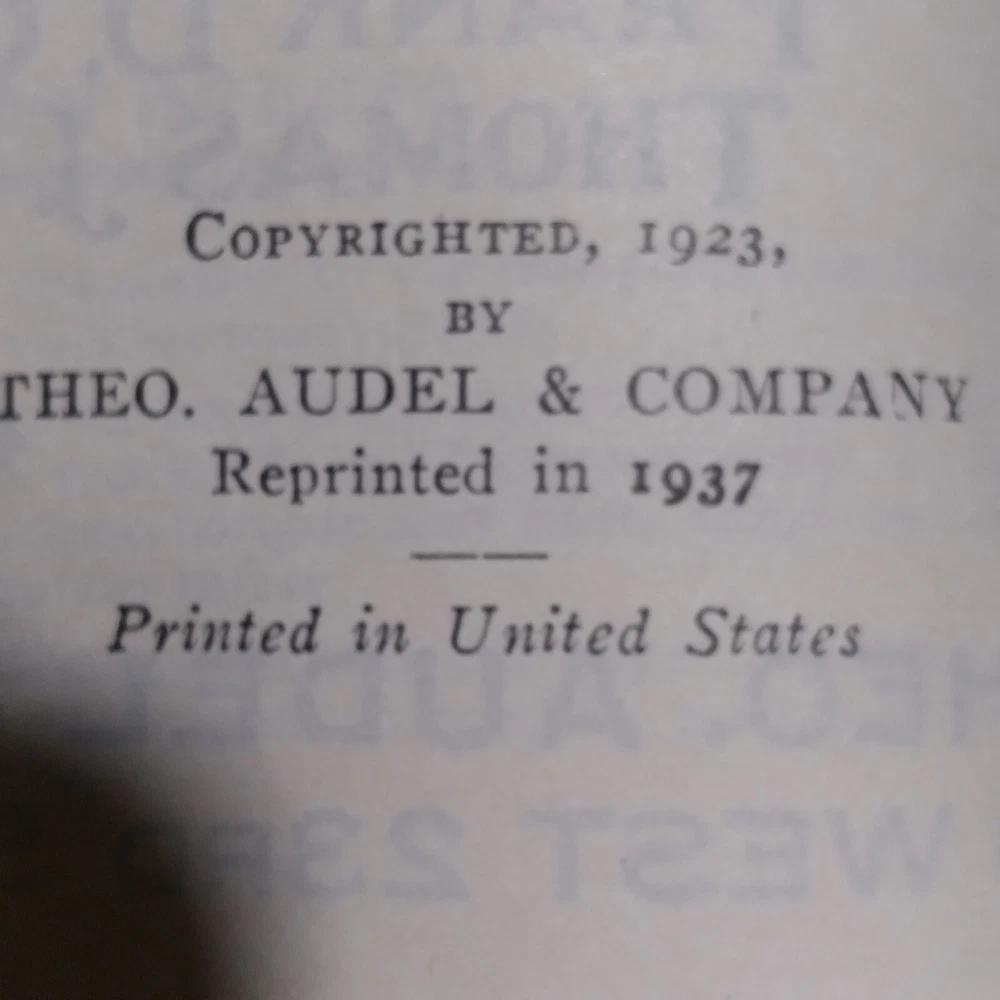 COPYRIGHTED, 1923,
BY
THEO. AUDEL & COMPANY
Reprinted in 1937
Printed in United States